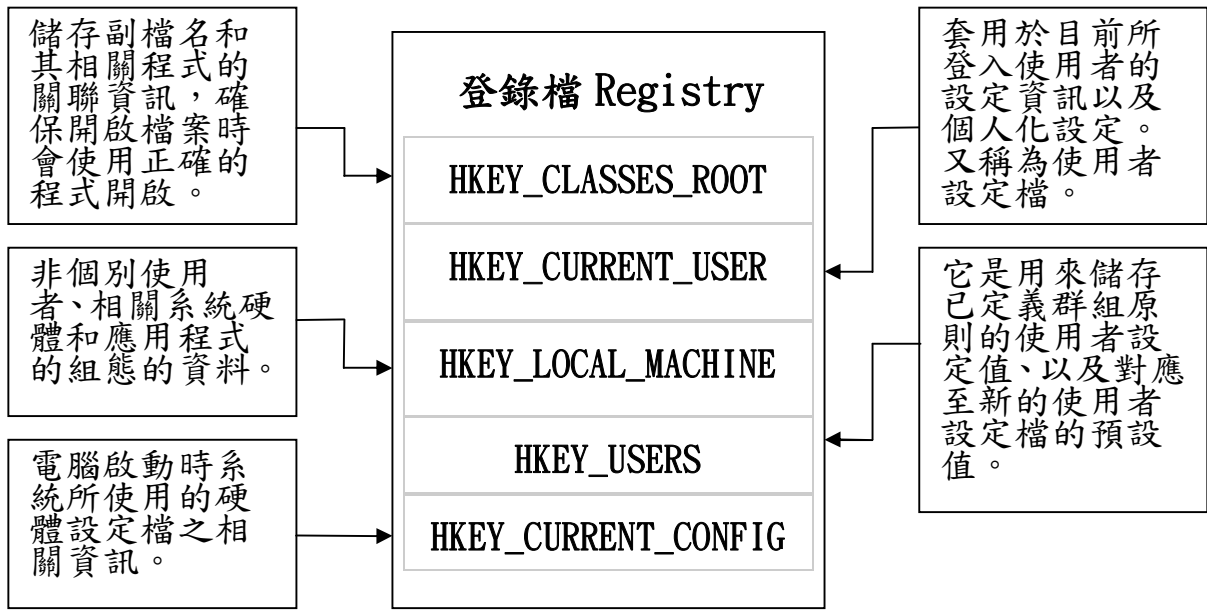 儲存副檔名和
其相關程式的
關聯資訊，確
保開啟檔案時
會使用正確的
程式開啟。
非個別使用
者、相關系統硬
體和應用程式
的組態的資料。
電腦啟動時系
統所使用的硬
體設定檔之相
關資訊。
登錄檔 Registry
HKEY_CLASSES_ROOT
HKEY_CURRENT_USER
HKEY_LOCAL_MACHINE
HKEY_USERS
HKEY_CURRENT_CONFIG
套用於目前所
登入使用者的
設定資訊以及
個人化設定。
又稱為使用者
設定檔。
它是用來儲存
已定義群組原
則的使用者設
定值、以及對應
至新的使用者
設定檔的預設
值。